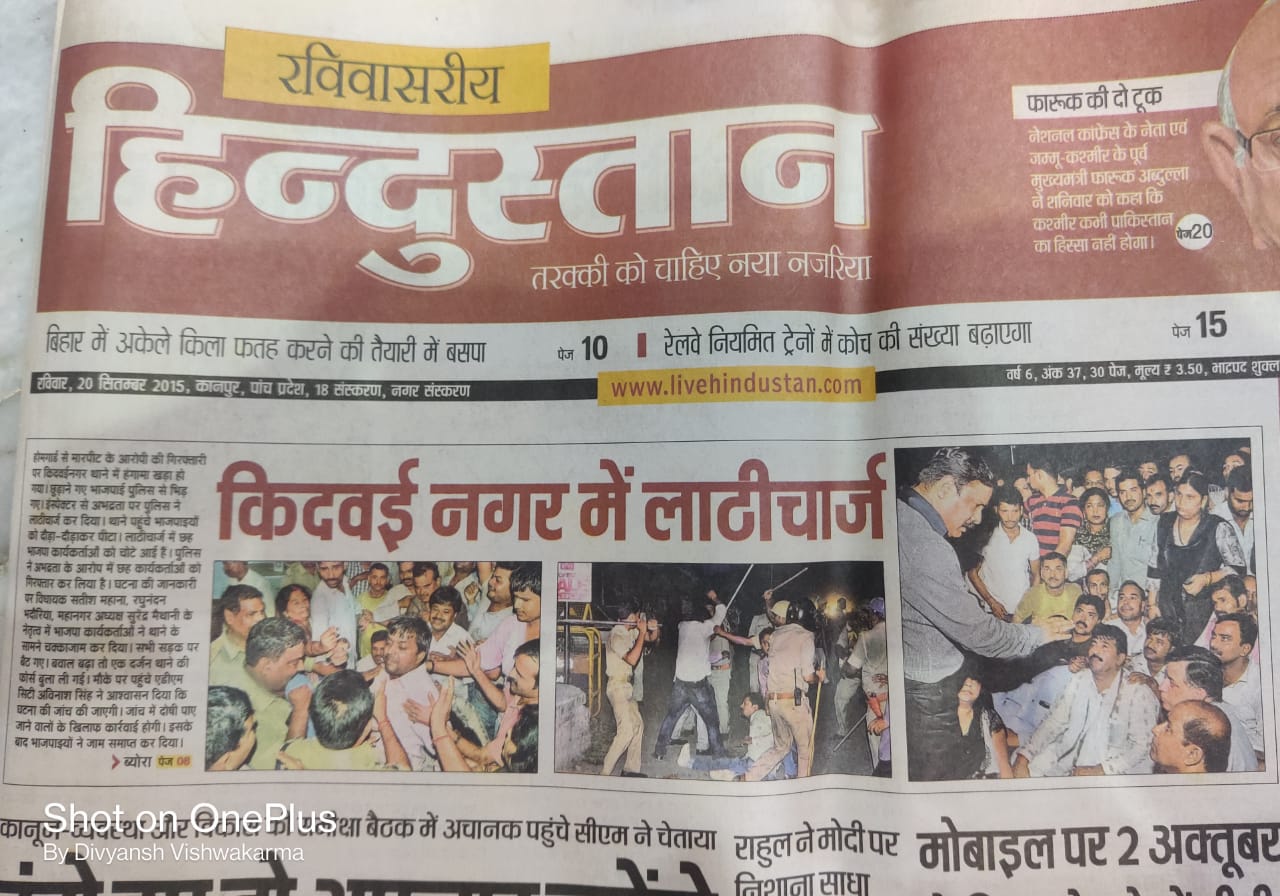 रविवासरीय
हिन्दुस्तान
तरक्की को चाहिए नया नजरिया
फारूक की दो टूक
नेशनल कांफ्रेंस के नेता एवं
जम्मू-कश्मीर के पूर्व
मुख्यमंत्री फारूक अब्दुल्ला
ने शनिवार को कहा कि
कश्मीर कभी पाकिस्तान
का हिस्सा नहीं होगा।
पेज 20
बिहार में अकेले किला फतह करने की तैयारी में बसपा पेज 10
रेलवे नियमित ट्रेनों में कोच की संख्या बढ़ाएगा पेज 15
रविवार, 20 सितम्बर 2015, कानपुर, पांच प्रदेश, 18 संस्करण, नगर संस्करण
www.livehindustan.com
वर्ष 6, अंक 37, 30 पेज, मूल्य ₹ 3.50, भाद्रपद शुक्ल
होमगार्ड से मारपीट के आरोपी की गिरफ्तारी
पर किदवईनगर थाने में हंगामा खड़ा हो
गया। छुड़ाने गए भाजपाई पुलिस से भिड़
गए। इंस्पेक्टर से अभद्रता पर पुलिस ने
लाठीचार्ज कर दिया। थाने पहुंचे भाजपाइयों
को दौड़ा-दौड़ाकर पीटा। लाठीचार्ज में छह
भाजपा कार्यकर्ताओं को चोटें आई हैं। पुलिस
ने अभद्रता के आरोप में छह कार्यकर्ताओं को
गिरफ्तार कर लिया है। घटना की जानकारी
पर विधायक सतीश महाना, रघुनंदन
भदौरिया, महानगर अध्यक्ष सुरेंद्र मैथानी के
नेतृत्व में भाजपा कार्यकर्ताओं ने थाने के
सामने चक्काजाम कर दिया। सभी सड़क पर
बैठ गए। बवाल बढ़ा तो एक दर्जन थाने की
फोर्स बुला ली गई। मौके पर पहुंचे एडीएम
सिटी अविनाश सिंह ने आश्वासन दिया कि
घटना की जांच की जाएगी। जांच में दोषी पाए
जाने वालों के खिलाफ कार्रवाई होगी। इसके
बाद भाजपाइयों ने जाम समाप्त कर दिया।
ब्योरा पेज 08
किदवई नगर में लाठीचार्ज
कानून-व्यवस्था और विकास की समीक्षा बैठक में अचानक पहुंचे सीएम ने चेताया
राहुल ने मोदी पर
निशाना साधा
मोबाइल पर 2 अक्तूबर
Shot on OnePlus
By Divyansh Vishwakarma